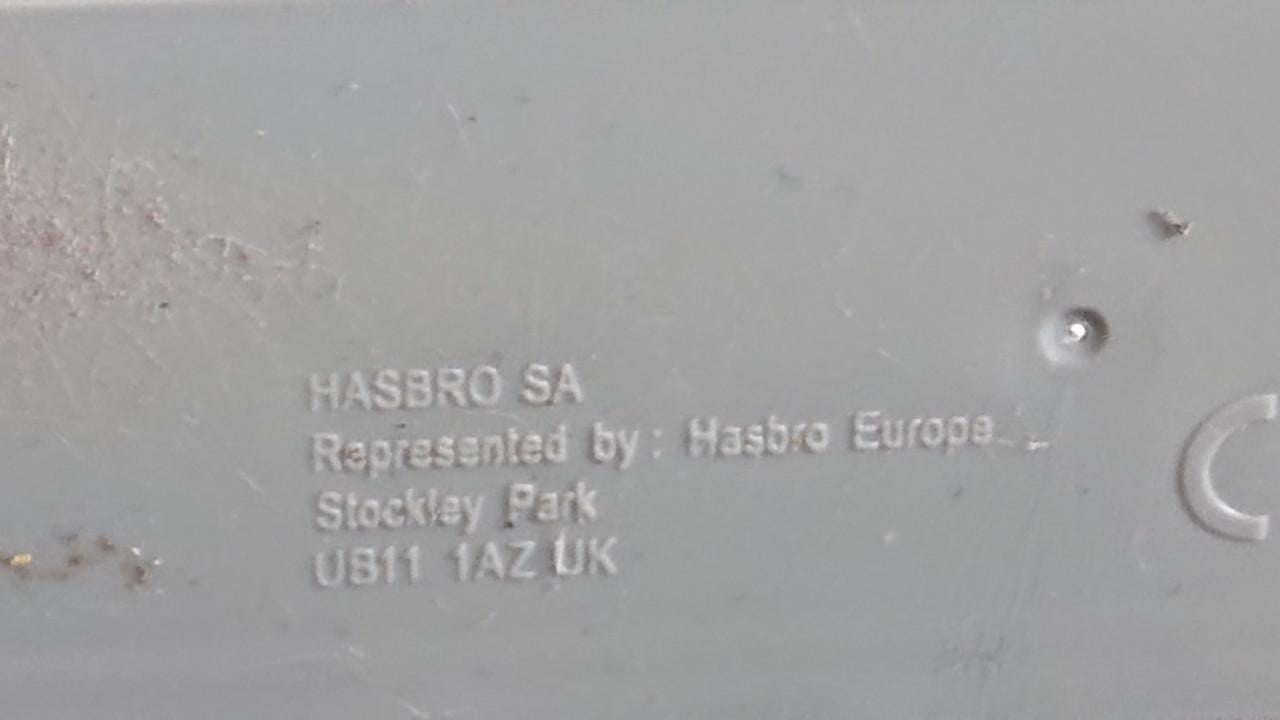 HASBRO SA
Represented by: Hasbro Europe
Stockley Park
UB11 1AZ UK
C